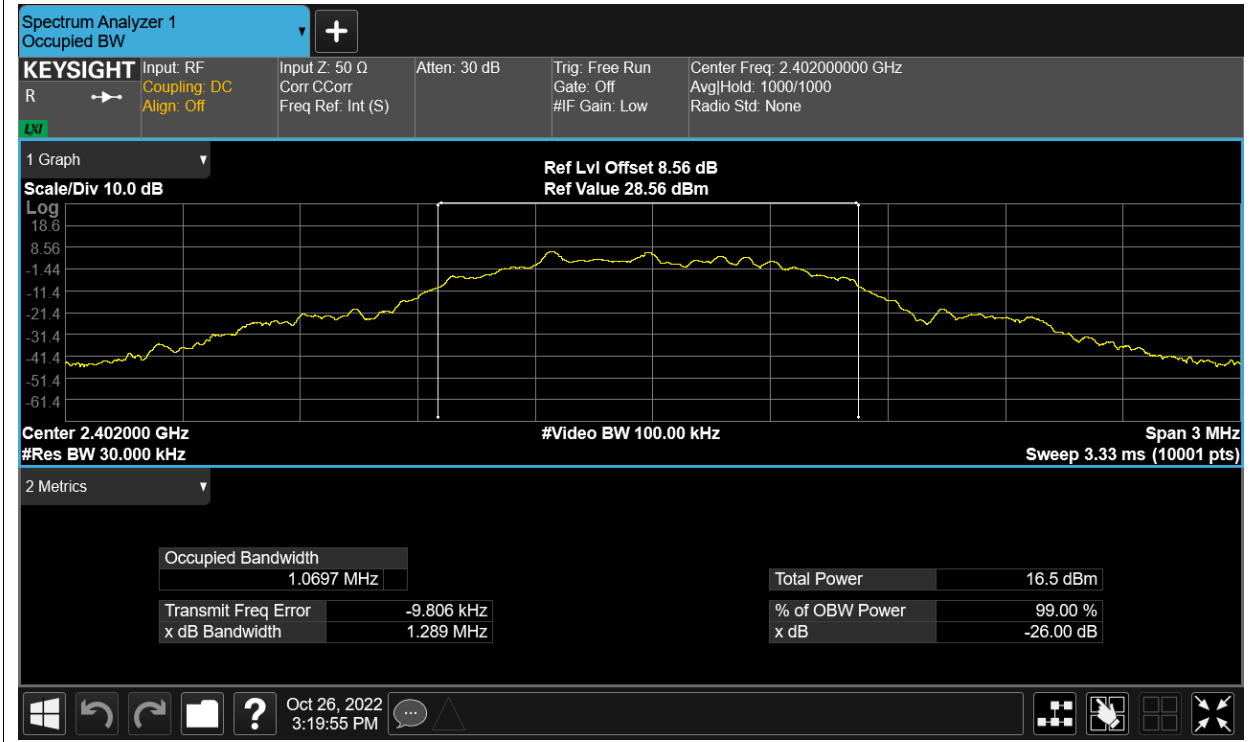 Spectrum Analyzer 1
Occupied BW
KEYSIGHT
R
LXI
Input: RF
Coupling: DC
Align: Off
Input Z: 50 Ω
Corr CCorr
Freq Ref: Int (S)
Atten: 30 dB
Trig: Free Run
Gate: Off
#IF Gain: Low
Center Freq: 2.402000000 GHz
Avg|Hold: 1000/1000
Radio Std: None
1 Graph
Scale/Div 10.0 dB
Ref Lvl Offset 8.56 dB
Ref Value 28.56 dBm
Log
18.6
8.56
-1.44
-11.4
-21.4
-31.4
-41.4
-51.4
-61.4
Center 2.402000 GHz
#Res BW 30.000 kHz
#Video BW 100.00 kHz
Span 3 MHz
Sweep 3.33 ms (10001 pts)
2 Metrics
Occupied Bandwidth
1.0697 MHz
Total Power 16.5 dBm
Transmit Freq Error -9.806 kHz
% of OBW Power 99.00 %
x dB Bandwidth 1.289 MHz
x dB -26.00 dB
?
Oct 26, 2022
3:19:55 PM